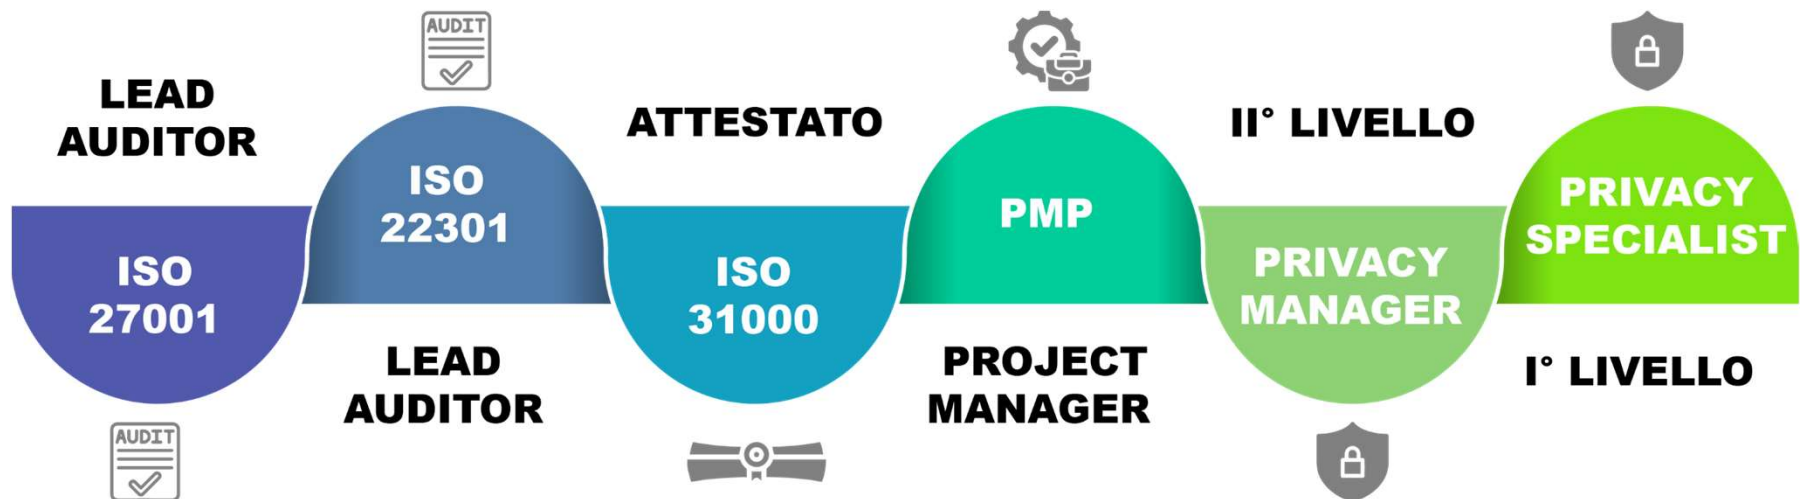 LEAD
AUDITOR
ISO
27001
AUDIT
AUDIT
ISO
22301
LEAD
AUDITOR
ATTESTATO
ISO
31000
PMP
PROJECT
MANAGER
II° LIVELLO
PRIVACY
MANAGER
PRIVACY
SPECIALIST
I° LIVELLO